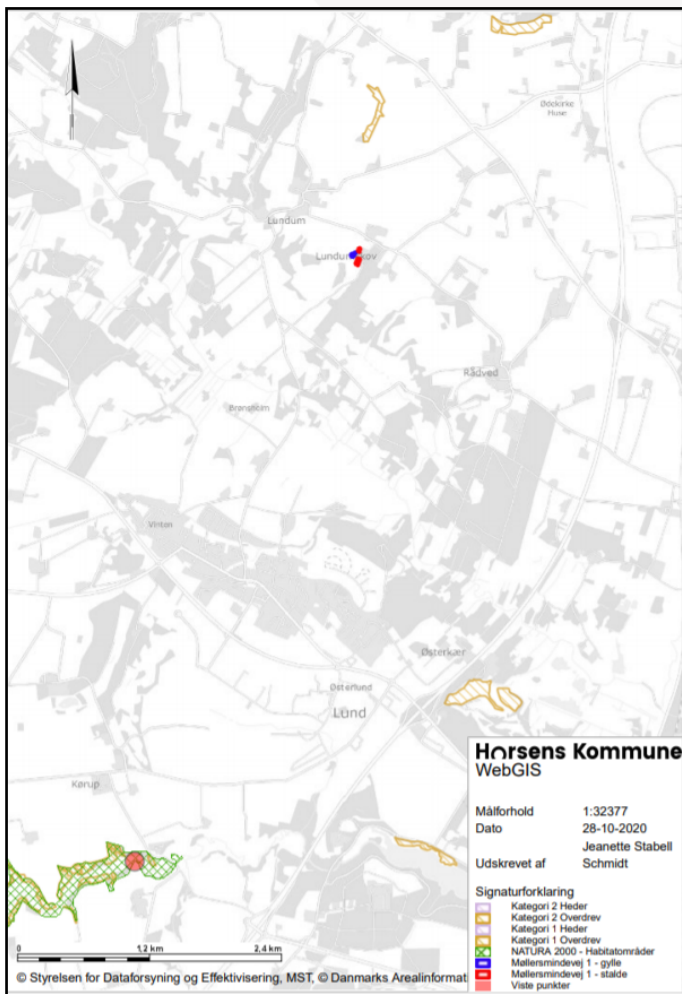 Ødekirke
Huse
Lundum
Lundumskov
Rådved
Brønsholm
Vinten
Østerkær
Østerlund
Lund
Kørup
Horsens Kommune
WebGIS
Målforhold 1:32377
Dato 28-10-2020
Jeanette Stabell
Udskrevet af Schmidt
Signaturforklaring
Kategori 2 Heder
Kategori 2 Overdrev
Kategori 1 Heder
Kategori 1 Overdrev
NATURA 2000 - Habitatområder
Møllersmindevej 1 - gylle
Møllersmindevej 1 - stalde
Viste punkter
0 1,2 km 2,4 km
© Styrelsen for Dataforsyning og Effektivisering, MST, © Danmarks Arealinformat